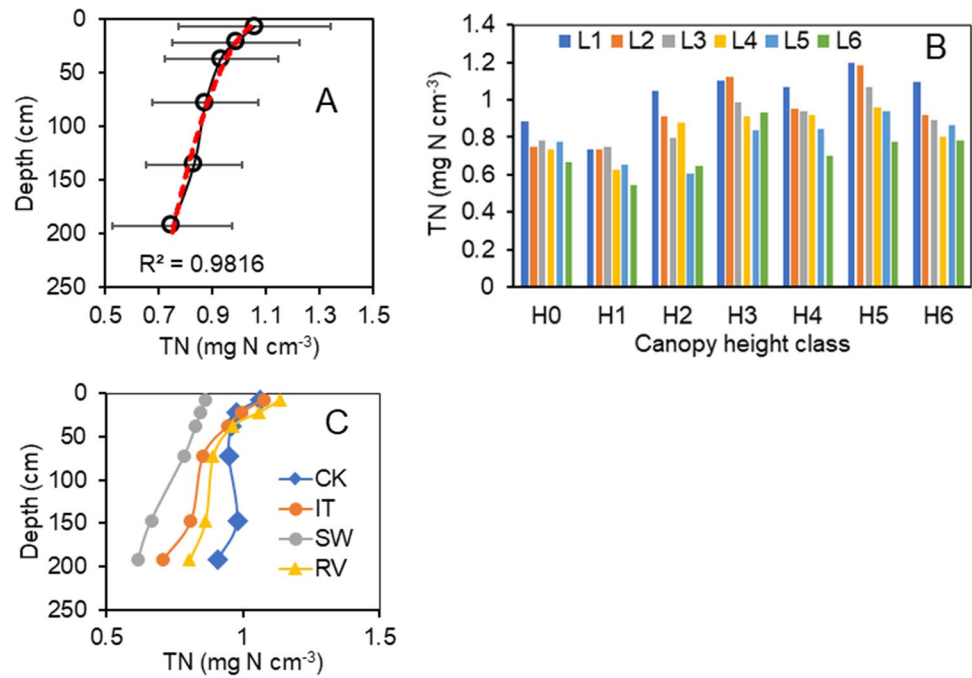 A
0
50
100
150
200
250
Depth (cm)
R² = 0.9816
0.5 0.7 0.9 1.1 1.3 1.5
TN (mg N cm⁻³)
B
L1 L2 L3 L4 L5 L6
1.4
1.2
1
0.8
0.6
0.4
0.2
0
TN (mg N cm⁻³)
H0 H1 H2 H3 H4 H5 H6
Canopy height class
C
0
50
100
150
200
250
Depth (cm)
CK
IT
SW
RV
0.5 1 1.5
TN (mg N cm⁻³)